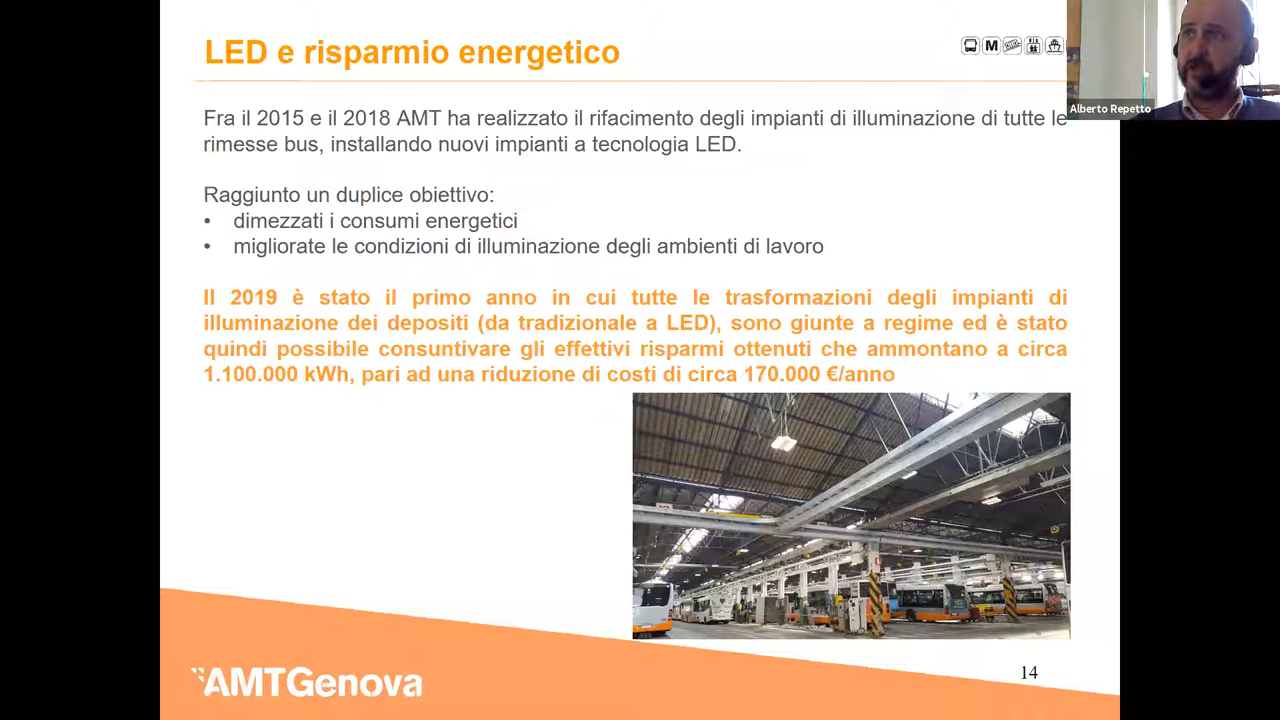 LED e risparmio energetico
M
Alberto Repetto
Fra il 2015 e il 2018 AMT ha realizzato il rifacimento degli impianti di illuminazione di tutte le
rimesse bus, installando nuovi impianti a tecnologia LED.
Raggiunto un duplice obiettivo:
• dimezzati i consumi energetici
• migliorate le condizioni di illuminazione degli ambienti di lavoro
Il 2019 è stato il primo anno in cui tutte le trasformazioni degli impianti di
illuminazione dei depositi (da tradizionale a LED), sono giunte a regime ed è stato
quindi possibile consuntivare gli effettivi risparmi ottenuti che ammontano a circa
1.100.000 kWh, pari ad una riduzione di costi di circa 170.000 €/anno
AMTGenova
14